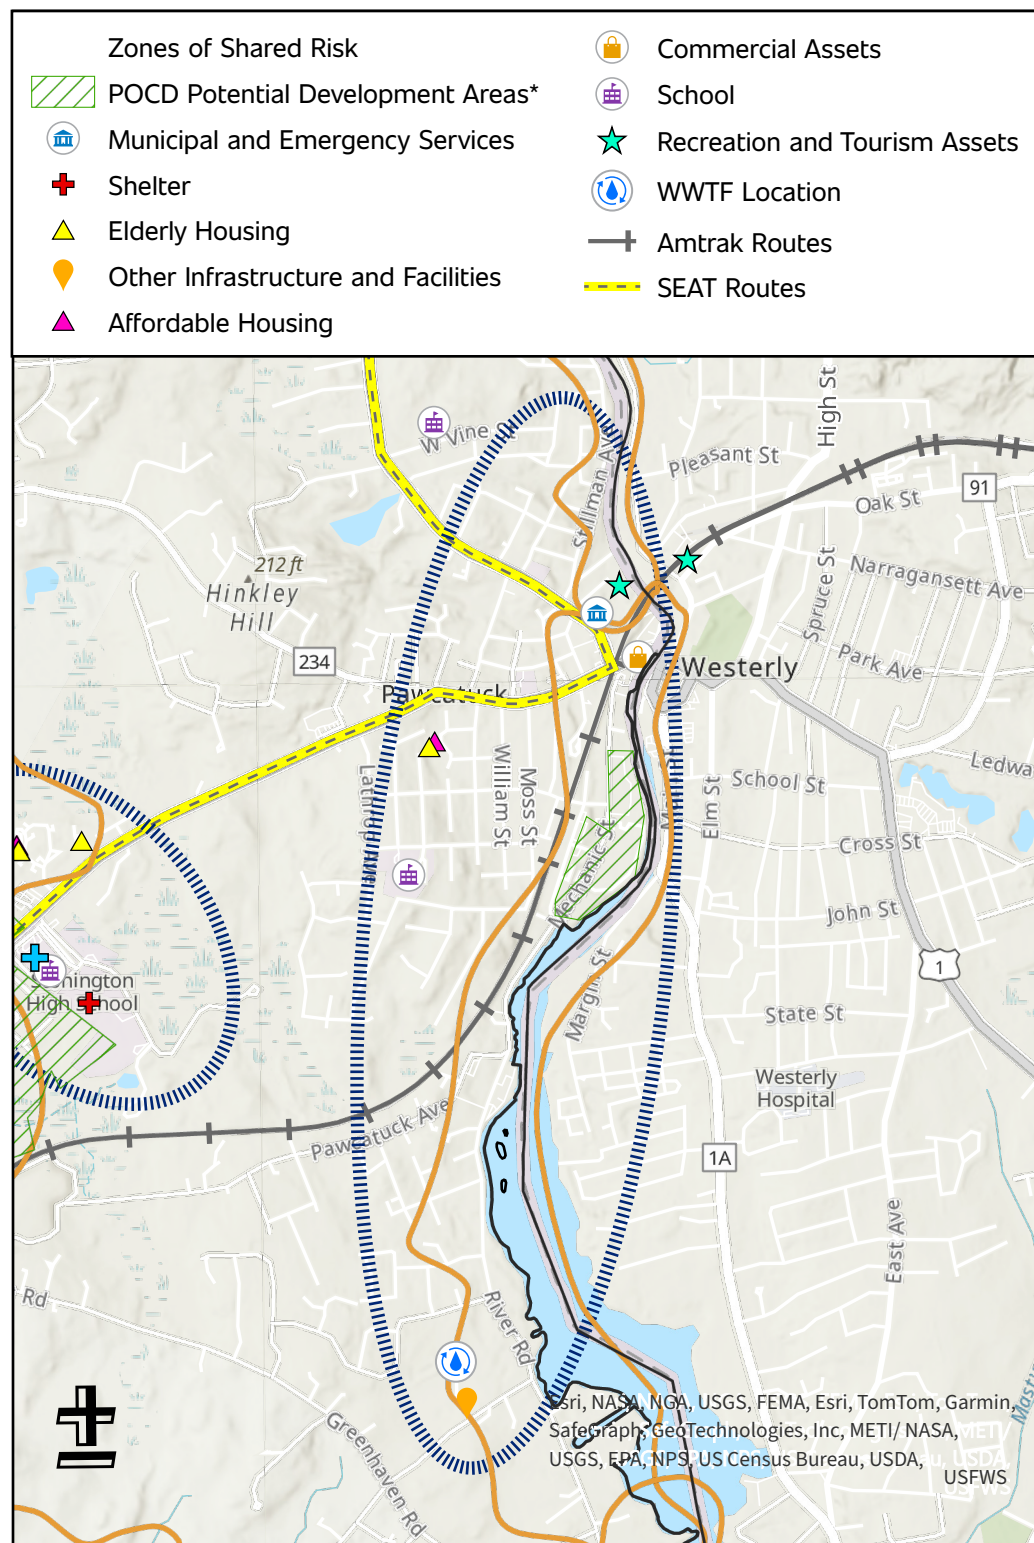 Zones of Shared Risk
POCD Potential Development Areas*
Municipal and Emergency Services
Shelter
Elderly Housing
Other Infrastructure and Facilities
Affordable Housing
Commercial Assets
School
Recreation and Tourism Assets
WWTF Location
Amtrak Routes
SEAT Routes
High St
W Vine St
Pleasant St
Stillman Ave
91
Oak St
212 ft
Hinkley
Hill
Narragansett Ave
Spruce St
234
Park Ave
Westerly
Pawcatuck
Ledwa
School St
Elm St
William St
Moss St
Lathrop Ave
Mechanic St
Cross St
John St
1
Stonington
High School
Margin St
State St
Westerly
Hospital
Pawcatuck Ave
1A
East Ave
Rd
River Rd
Greenhaven Rd
Esri, NASA, NGA, USGS, FEMA, Esri, TomTom, Garmin,
SafeGraph, GeoTechnologies, Inc, METI/ NASA,
USGS, EPA, NPS, US Census Bureau, USDA,
USFWS